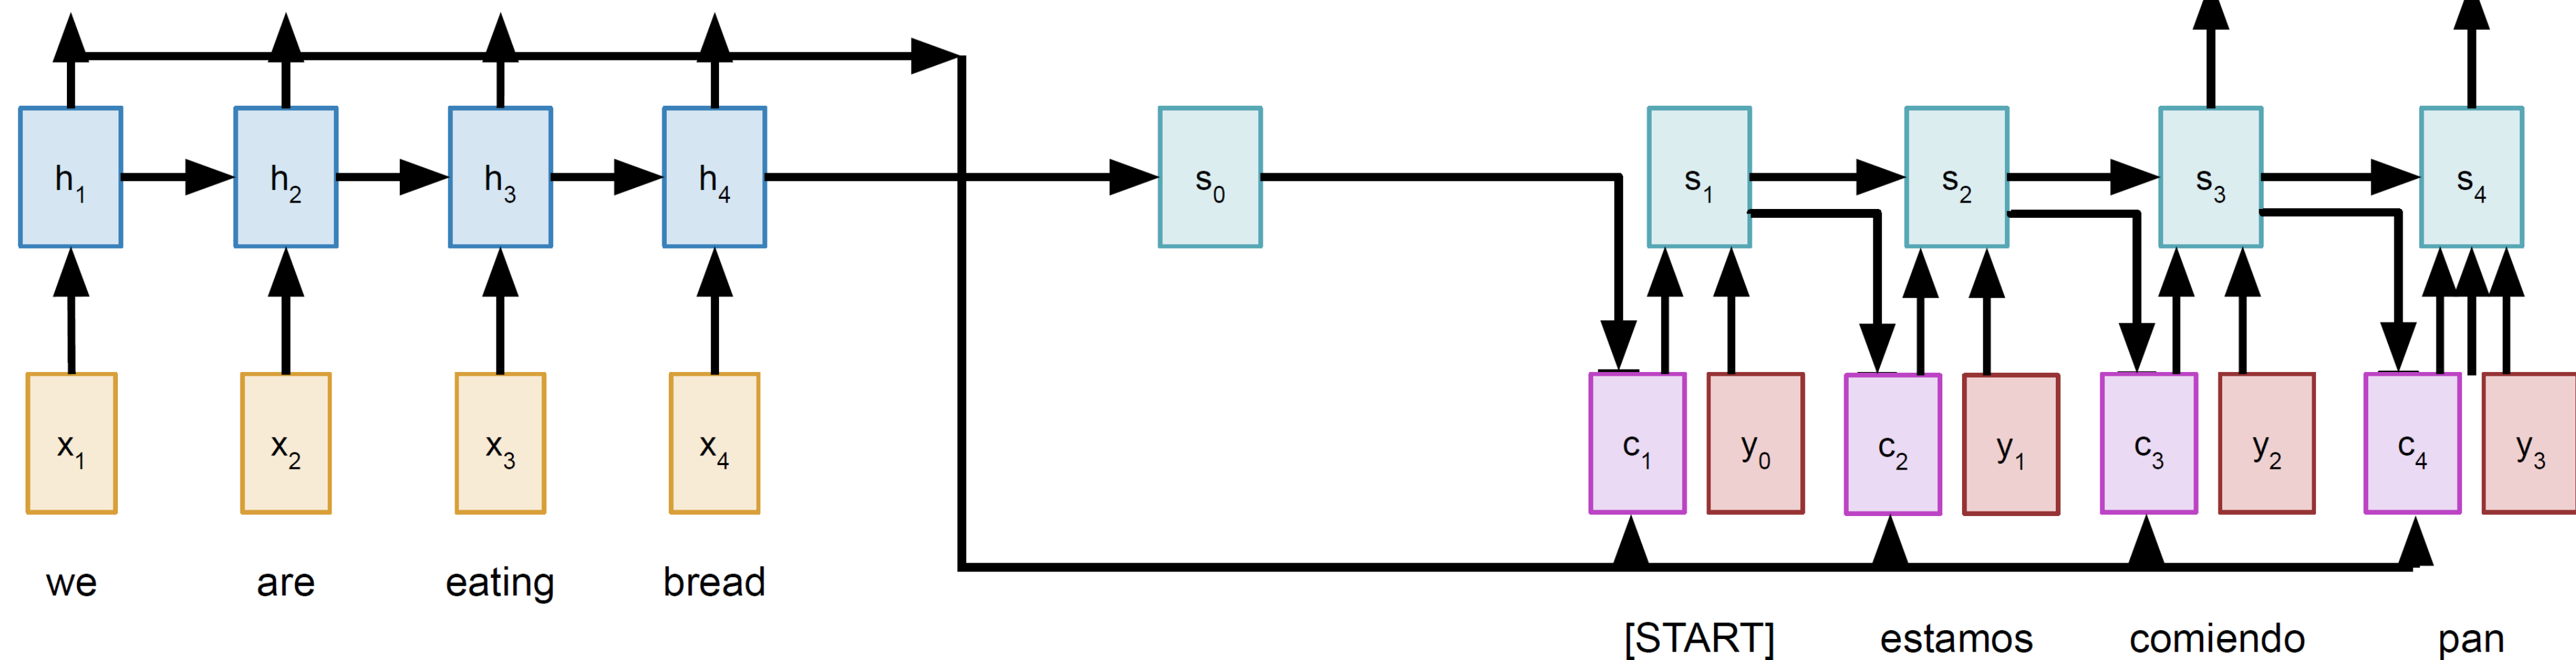 h1 h2 h3 h4 s0 s1 s2 s3 s4
x1 x2 x3 x4 c1 y0 c2 y1 c3 y2 c4 y3
we are eating bread
[START] estamos comiendo pan